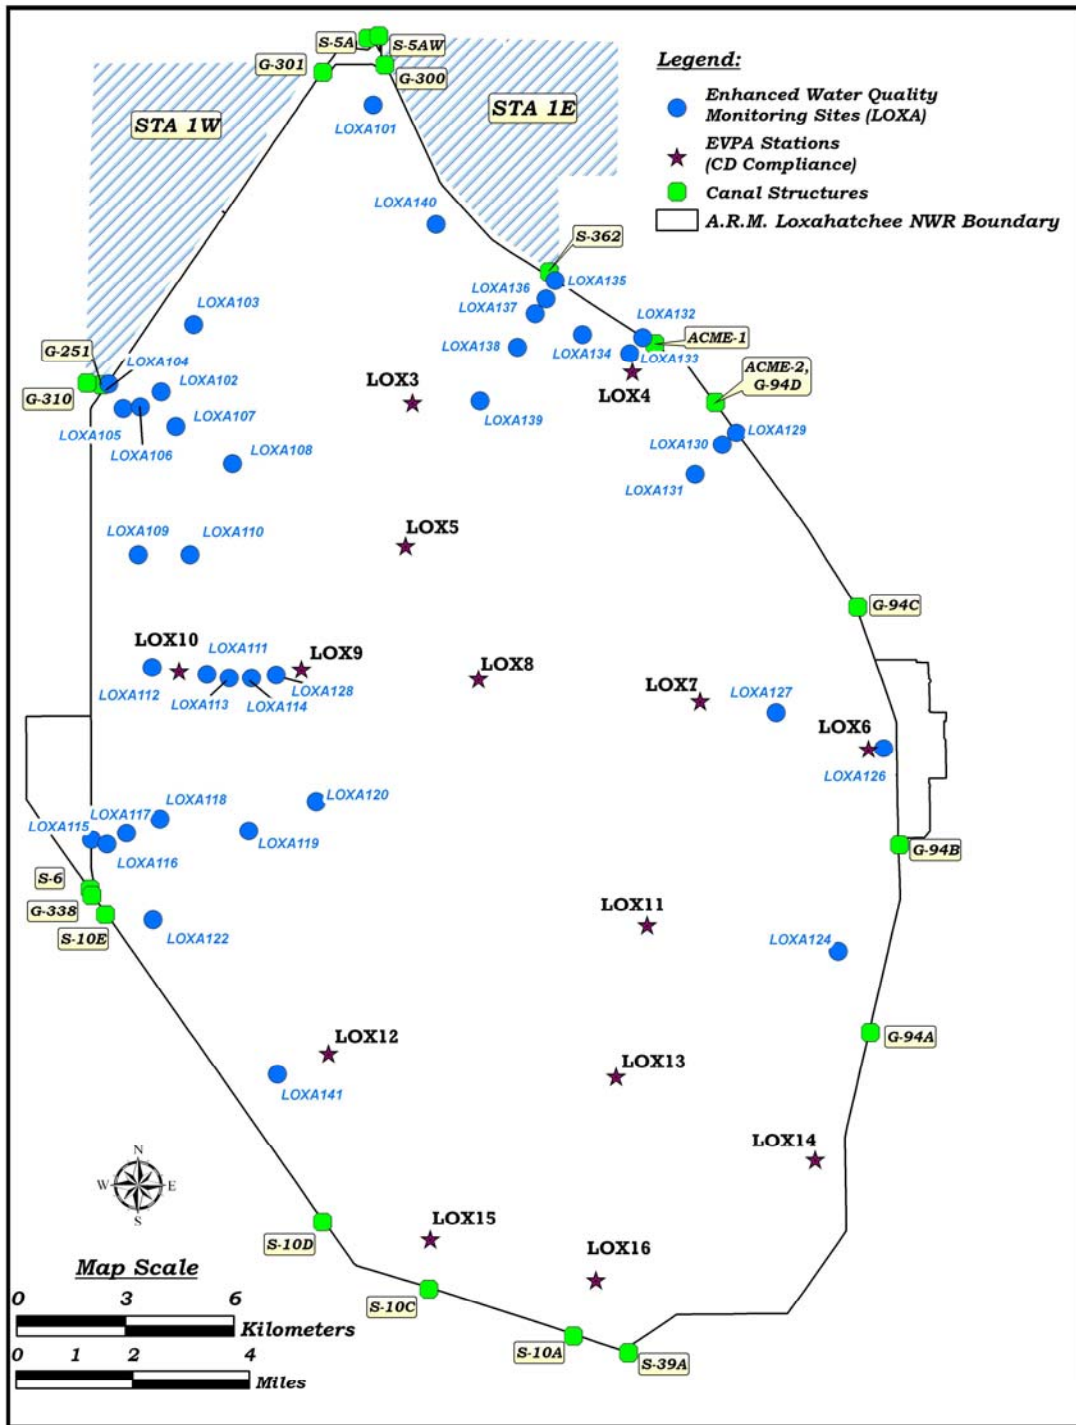 S-5A
S-5AW
G-301
G-300
Legend:
Enhanced Water Quality
Monitoring Sites (LOXA)
EVPA Stations
(CD Compliance)
Canal Structures
A.R.M. Loxahatchee NWR Boundary
STA 1W
STA 1E
LOXA101
LOXA140
S-362
LOXA135
LOXA136
LOXA137
LOXA103
LOXA132
ACME-1
G-251
LOXA104
LOXA138
LOXA134
LOXA133
ACME-2,
G-94D
G-310
LOXA102
LOX3
LOX4
LOXA105
LOXA107
LOXA139
LOXA106
LOXA129
LOXA130
LOXA108
LOXA131
LOXA109
LOXA110
LOX5
G-94C
LOX10
LOXA111
LOX9
LOX8
LOX7
LOXA112
LOXA113
LOXA114
LOXA128
LOXA127
LOX6
LOXA126
LOXA118
LOXA120
LOXA117
LOXA115
LOXA119
LOXA116
G-94B
S-6
G-338
S-10E
LOXA122
LOX11
LOXA124
LOX12
G-94A
LOX13
LOXA141
LOX14
N
W
E
S
LOX15
S-10D
LOX16
Map Scale
0 3 6
Kilometers
S-10C
S-10A
S-39A
0 1 2 4
Miles